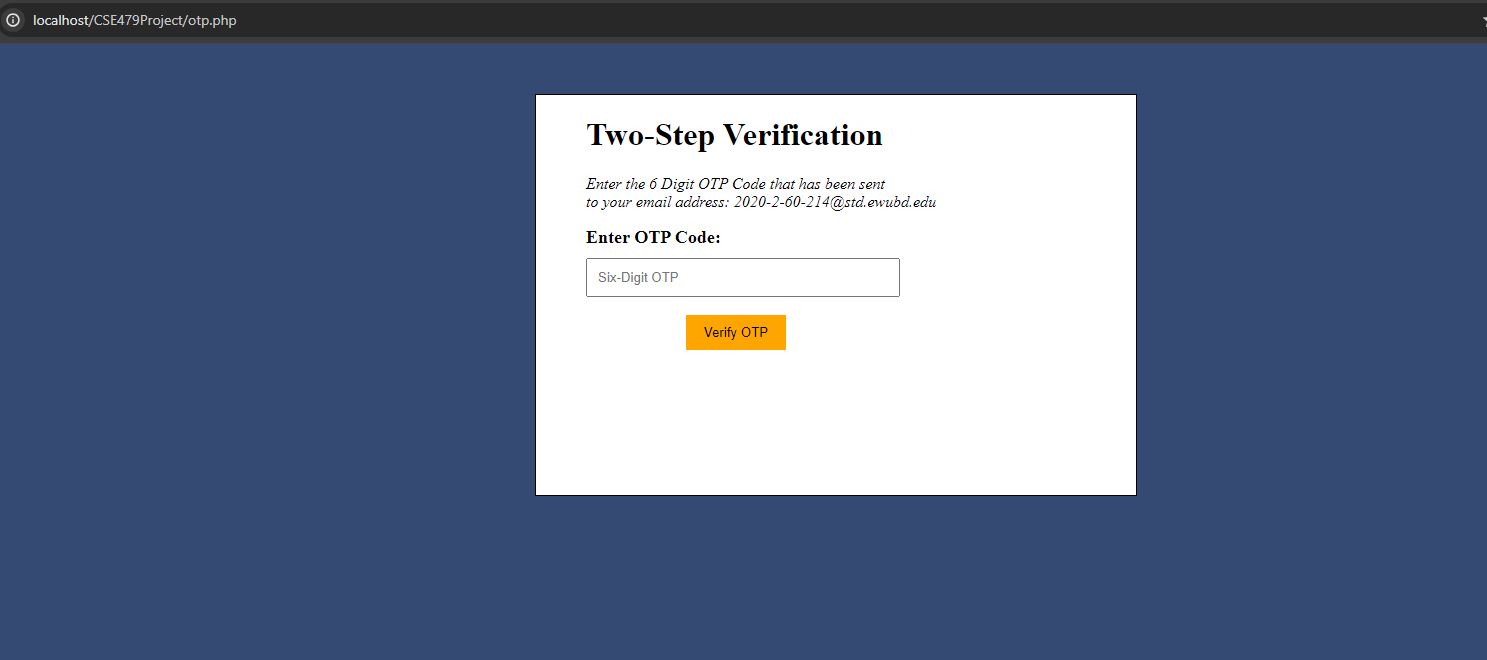 localhost/CSE479Project/otp.php
Two-Step Verification
Enter the 6 Digit OTP Code that has been sent
to your email address: 2020-2-60-214@std.ewubd.edu
Enter OTP Code:
Six-Digit OTP
Verify OTP